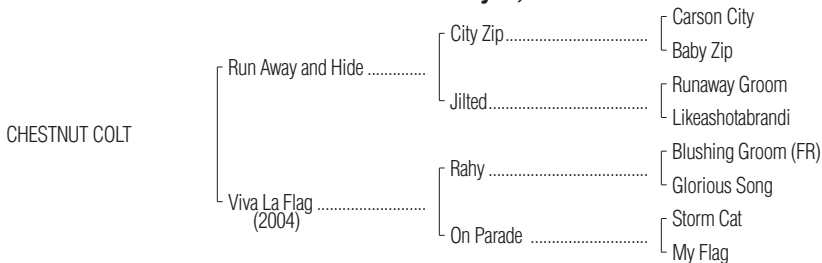 Carson City
City Zip
Baby Zip
Run Away and Hide
Runaway Groom
Jilted
Likeashotabrandi
CHESTNUT COLT
Blushing Groom (FR)
Rahy
Glorious Song
Viva La Flag
(2004)
Storm Cat
On Parade
My Flag